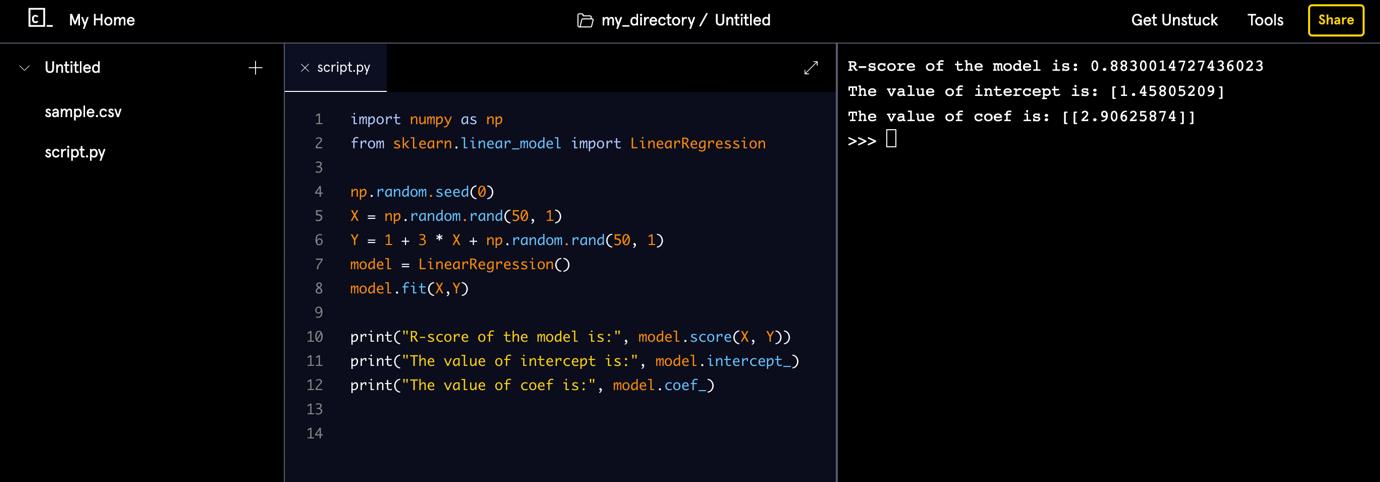 C_ My Home
my_directory / Untitled
Get Unstuck Tools Share
Untitled
sample.csv
script.py
script.py
1 import numpy as np
2 from sklearn.linear_model import LinearRegression
3
4 np.random.seed(0)
5 X = np.random.rand(50, 1)
6 Y = 1 + 3 * X + np.random.rand(50, 1)
7 model = LinearRegression()
8 model.fit(X,Y)
9
10 print("R-score of the model is:", model.score(X, Y))
11 print("The value of intercept is:", model.intercept_)
12 print("The value of coef is:", model.coef_)
13
14
R-score of the model is: 0.8830014727436023
The value of intercept is: [1.45805209]
The value of coef is: [[2.90625874]]
>>>